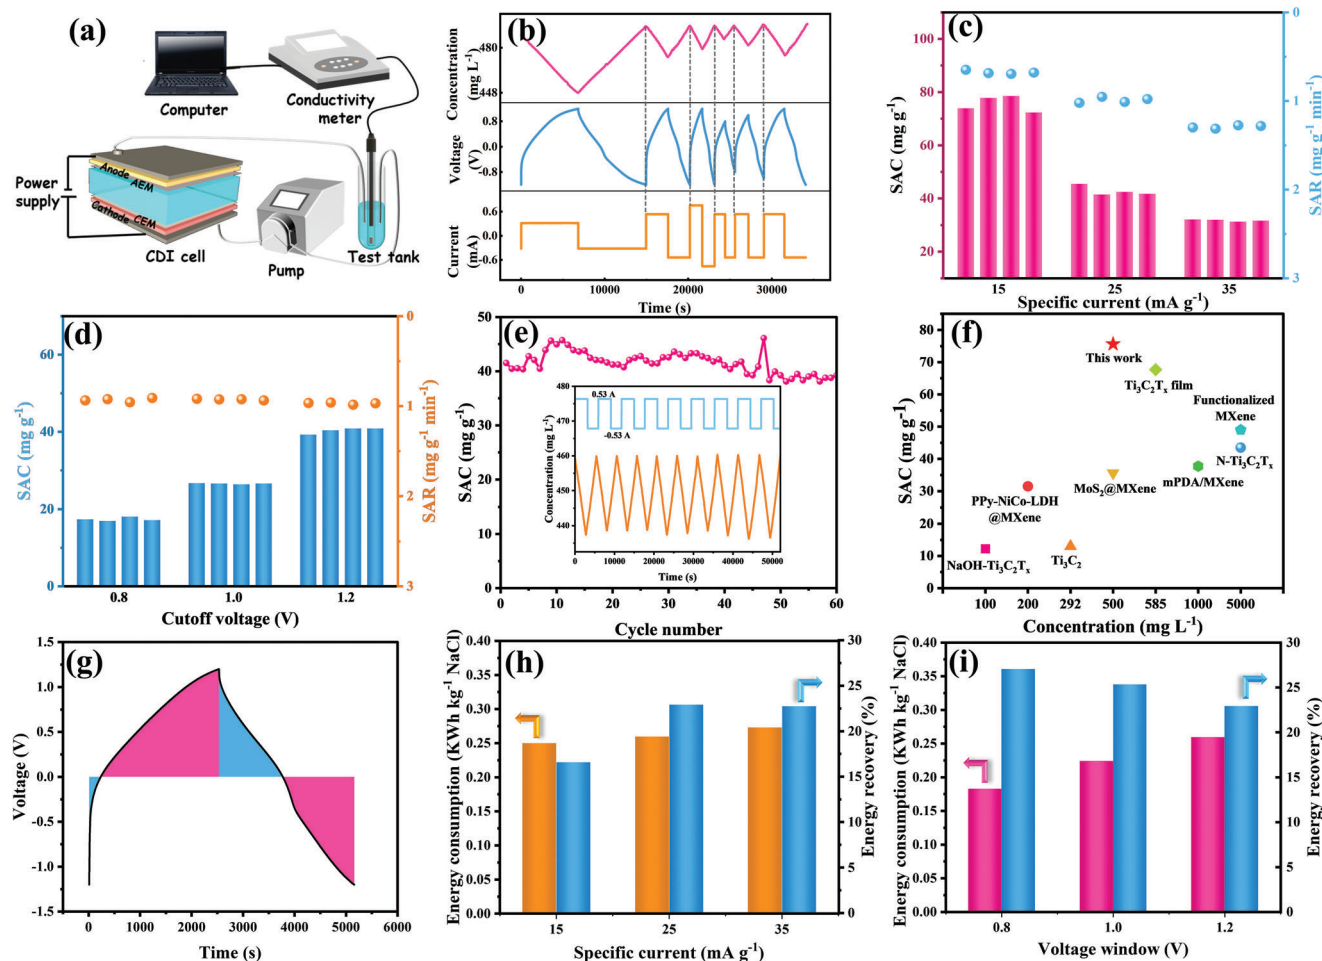 (a)
Computer
Conductivity
meter
Power
supply
Anode
AEM
Cathode
CEM
CDI cell
Pump
Test tank
(b)
Concentration
(mg L⁻¹)
480
448
Voltage
(V)
0.8
0.0
-0.8
Current
(mA)
0.6
0.0
-0.6
0
10000
20000
30000
Time (s)
(c)
SAC (mg g⁻¹)
100
80
60
40
20
0
1
2
3
SAR (mg g⁻¹ min⁻¹)
15
25
35
Specific current (mA g⁻¹)
(d)
SAC (mg g⁻¹)
60
40
20
0
0
1
2
3
SAR (mg g⁻¹ min⁻¹)
0.8
1.0
1.2
Cutoff voltage (V)
(e)
SAC (mg g⁻¹)
50
40
30
20
10
0
0
10
20
30
40
50
60
Cycle number
Concentration (mg L⁻¹)
480
470
460
450
440
0.53 A
-0.53 A
0
10000
20000
30000
40000
50000
Time (s)
(f)
SAC (mg g⁻¹)
80
70
60
50
40
30
20
10
0
This work
Ti₃C₂Tₓ film
Functionalized
MXene
N-Ti₃C₂Tₓ
mPDA/MXene
MoS₂@MXene
PPy-NiCo-LDH
@MXene
NaOH-Ti₃C₂Tₓ
Ti₃C₂
100
200
292
500
585
1000
5000
Concentration (mg L⁻¹)
(g)
Voltage (V)
1.5
1.0
0.5
0.0
-0.5
-1.0
-1.5
0
1000
2000
3000
4000
5000
6000
Time (s)
(h)
Energy consumption (KWh kg⁻¹ NaCl)
0.40
0.35
0.30
0.25
0.20
0.15
0.10
0.05
0.00
30
25
20
15
10
5
0
Energy recovery (%)
15
25
35
Specific current (mA g⁻¹)
(i)
Energy consumption (KWh kg⁻¹ NaCl)
0.40
0.35
0.30
0.25
0.20
0.15
0.10
0.05
0.00
30
25
20
15
10
5
0
Energy recovery (%)
0.8
1.0
1.2
Voltage window (V)